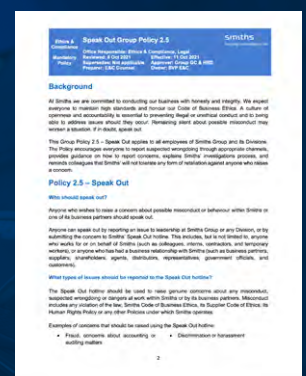 Ethics &
Compliance
Mandatory
Policy
Speak Out Group Policy 2.5
Office Responsible: Ethics & Compliance, Legal
Reviewed: 8 Oct 2021 Effective: 11 Oct 2021
Supersedes: Not applicable Approver: Group GC & HRD
Preparer: E&C Counsel Owner: SVP E&C
smiths
Background
At Smiths we are committed to conducting our business with honesty and integrity. We expect
everyone to maintain high standards and honour our Code of Business Ethics. A culture of
openness and accountability is essential to preventing illegal or unethical conduct and to being
able to address issues should they occur. Remaining silent about possible misconduct may
worsen a situation. If in doubt, speak out.
This Group Policy 2.5 – Speak Out applies to all employees of Smiths Group and its Divisions.
The Policy encourages everyone to report suspected wrongdoing through appropriate channels,
provides guidance on how to report concerns, explains Smiths' investigations process, and
reminds colleagues that Smiths' will not tolerate any form of retaliation against anyone who raises
a concern.
Policy 2.5 – Speak Out
Who should speak out?
Anyone who wishes to raise a concern about possible misconduct or behaviour within Smiths or
one of its business partners should speak out.
Anyone can speak out by reporting an issue to leadership at Smiths Group or any Division, or by
submitting the concern to Smiths' Speak Out hotline. This includes, but is not limited to, anyone
who works for or on behalf of Smiths (such as colleagues, interns, contractors, and temporary
workers), or anyone who has had a business relationship with Smiths (such as business partners,
suppliers, shareholders, agents, distributors, representatives, government officials, and
customers).
What types of issues should be reported to the Speak Out hotline?
The Speak Out hotline should be used to raise genuine concerns about any misconduct,
suspected wrongdoing or dangers at work within Smiths or by its business partners. Misconduct
includes any violation of the law, Smiths Code of Business Ethics, its Supplier Code of Ethics, its
Human Rights Policy or any other Policies under which Smiths operates.
Examples of concerns that should be raised using the Speak Out hotline:
• Fraud, concerns about accounting or
auditing matters
• Discrimination or harassment
2